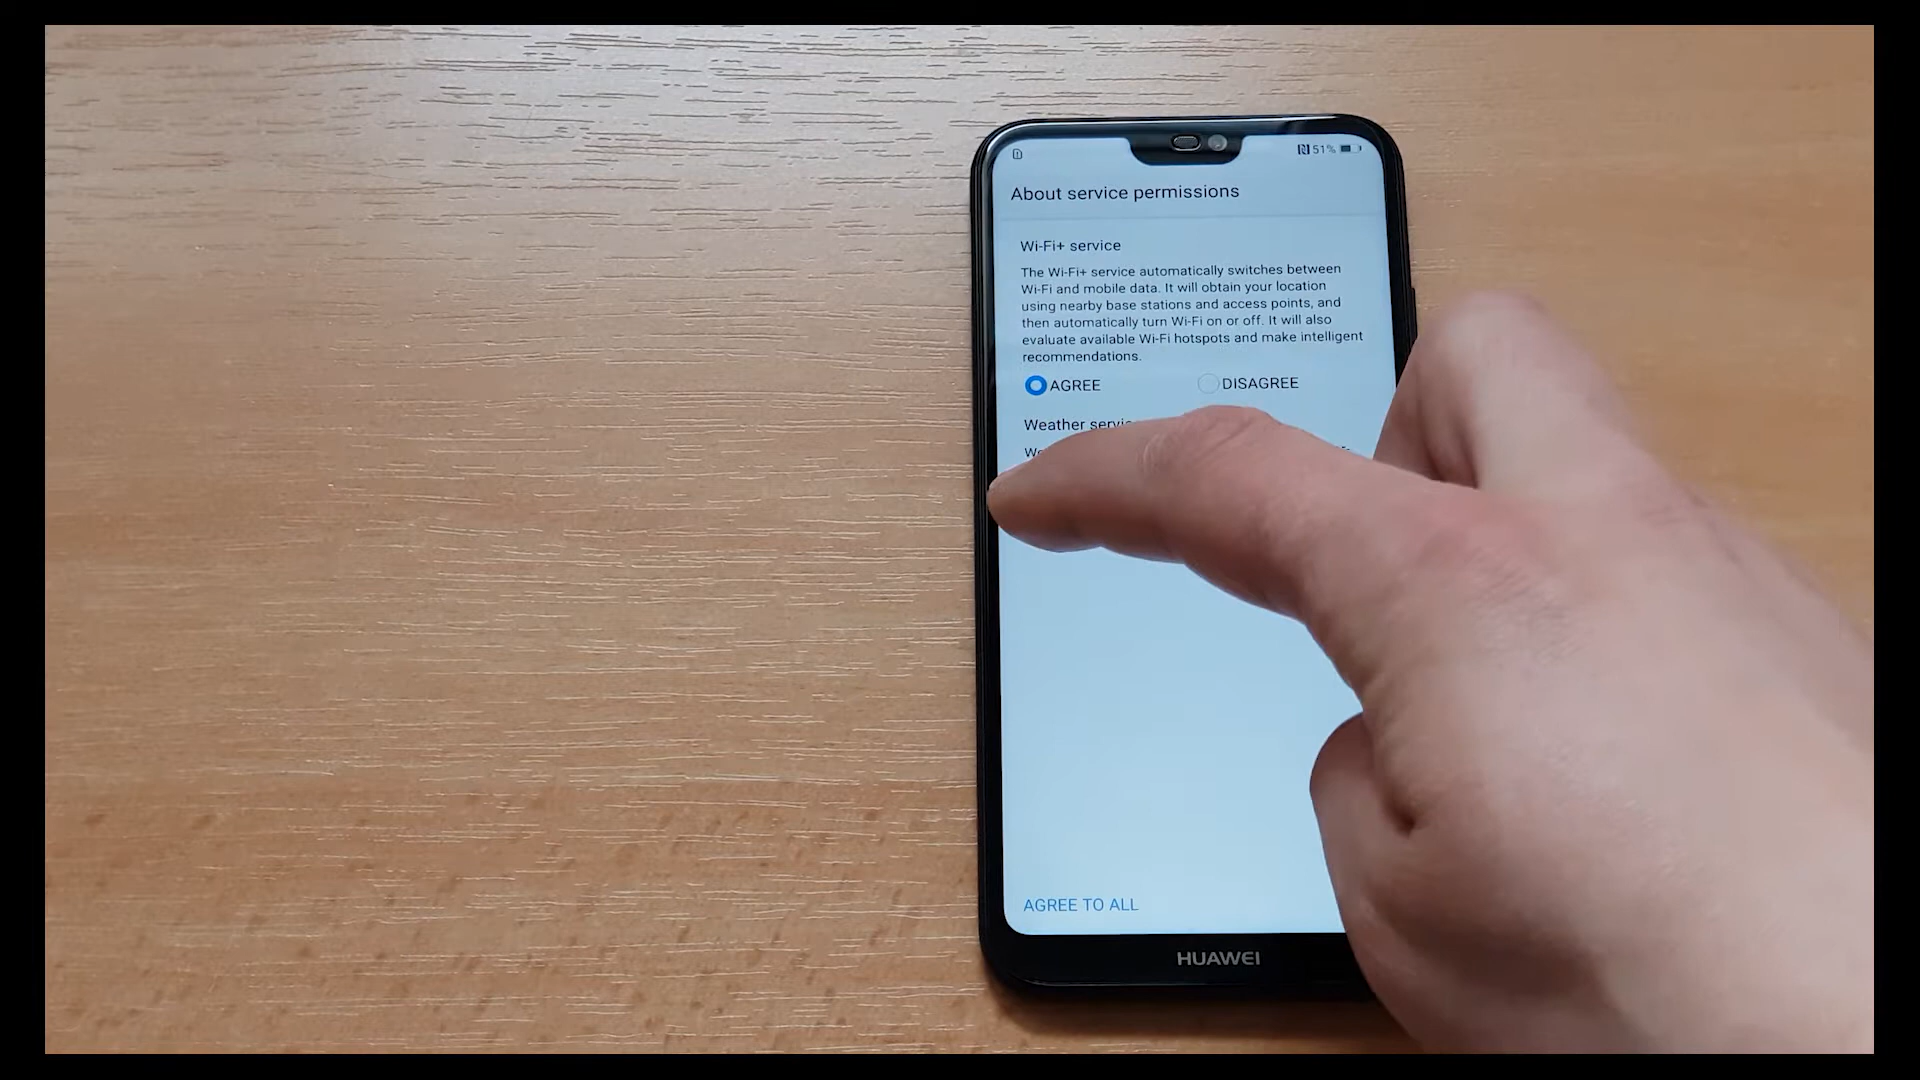 51%
About service permissions
Wi-Fi+ service
The Wi-Fi+ service automatically switches between
Wi-Fi and mobile data. It will obtain your location
using nearby base stations and access points, and
then automatically turn Wi-Fi on or off. It will also
evaluate available Wi-Fi hotspots and make intelligent
recommendations.
AGREE DISAGREE
Weather
AGREE TO ALL
HUAWEI